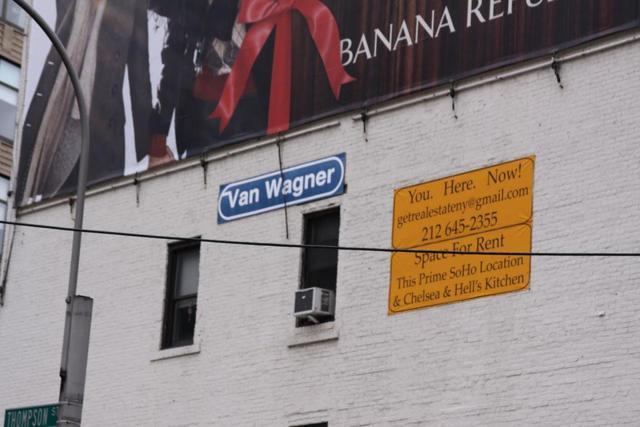 BANANA
Van Wagner
You. Here. Now!
getrealestateny@gmail.com
212 645-2355
Space For Rent
This Prime SoHo Location
& Chelsea & Hell's Kitchen
THOMPSON ST